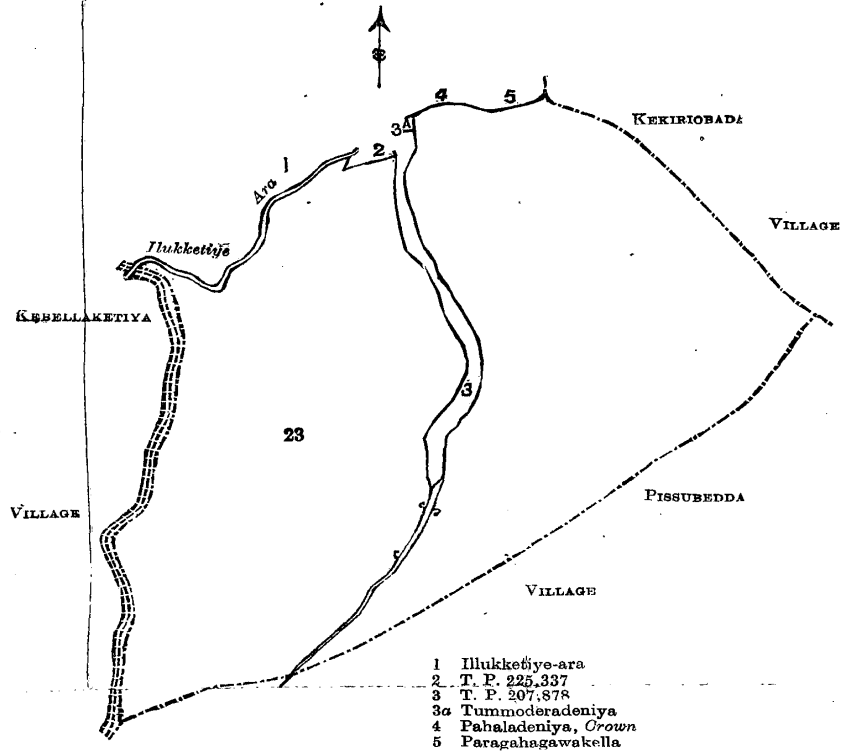 4 5
KEKIRIOBADA
3A
2
1
Ara
VILLAGE
Ilukketiye
KEBELLAKETIYA
3
23
PISSUBEDDA
VILLAGE
VILLAGE
1 Illukketiye-ara
2 T. P. 225,337
3 T. P. 207,878
3a Tummoderadeniya
4 Pahaladeniya, Crown
5 Paragahagawakella